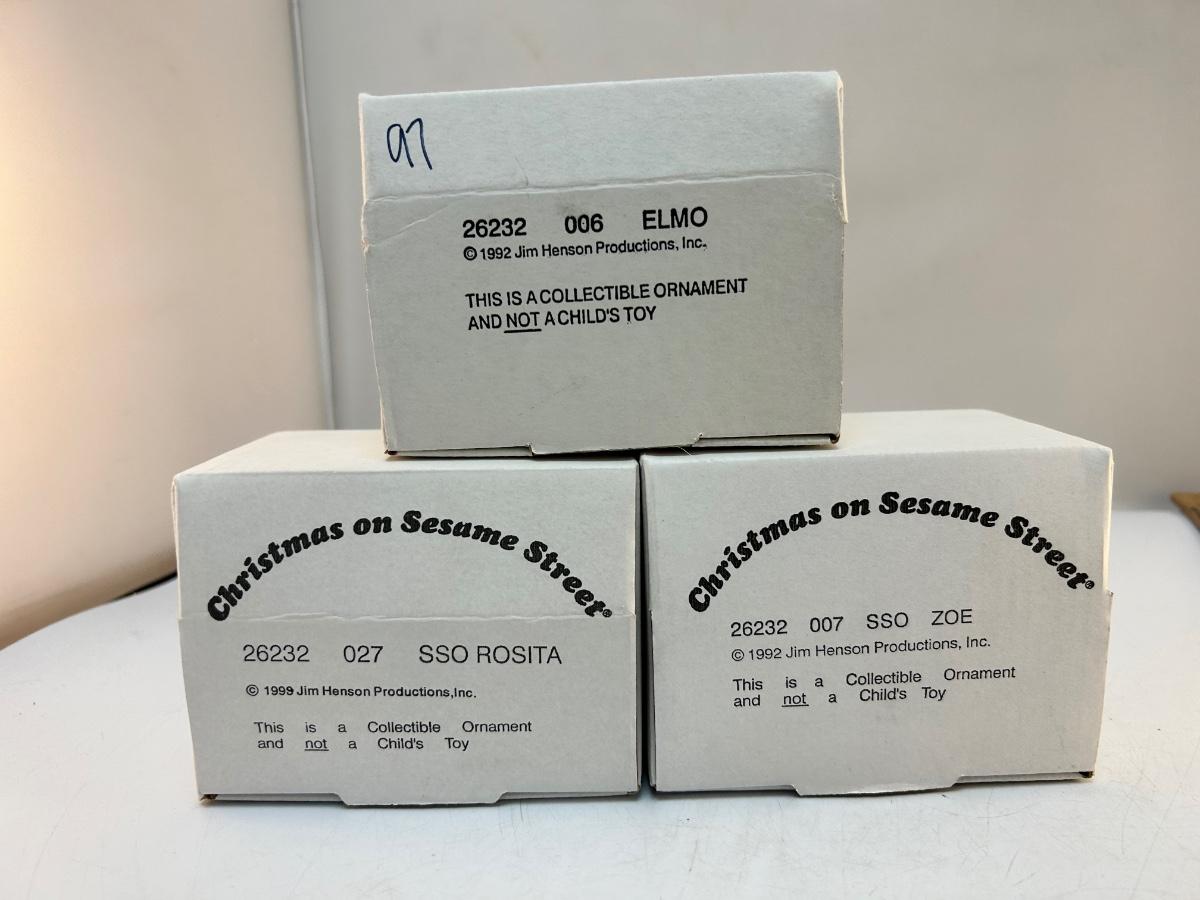 97
26232 006 ELMO
© 1992 Jim Henson Productions, Inc.
THIS IS A COLLECTIBLE ORNAMENT
AND NOT A CHILD'S TOY
Christmas on Sesame Street®
26232 027 SSO ROSITA
© 1999 Jim Henson Productions,Inc.
This is a Collectible Ornament
and not a Child's Toy
Christmas on Sesame Street®
26232 007 SSO ZOE
© 1992 Jim Henson Productions, Inc.
This is a Collectible Ornament
and not a Child's Toy